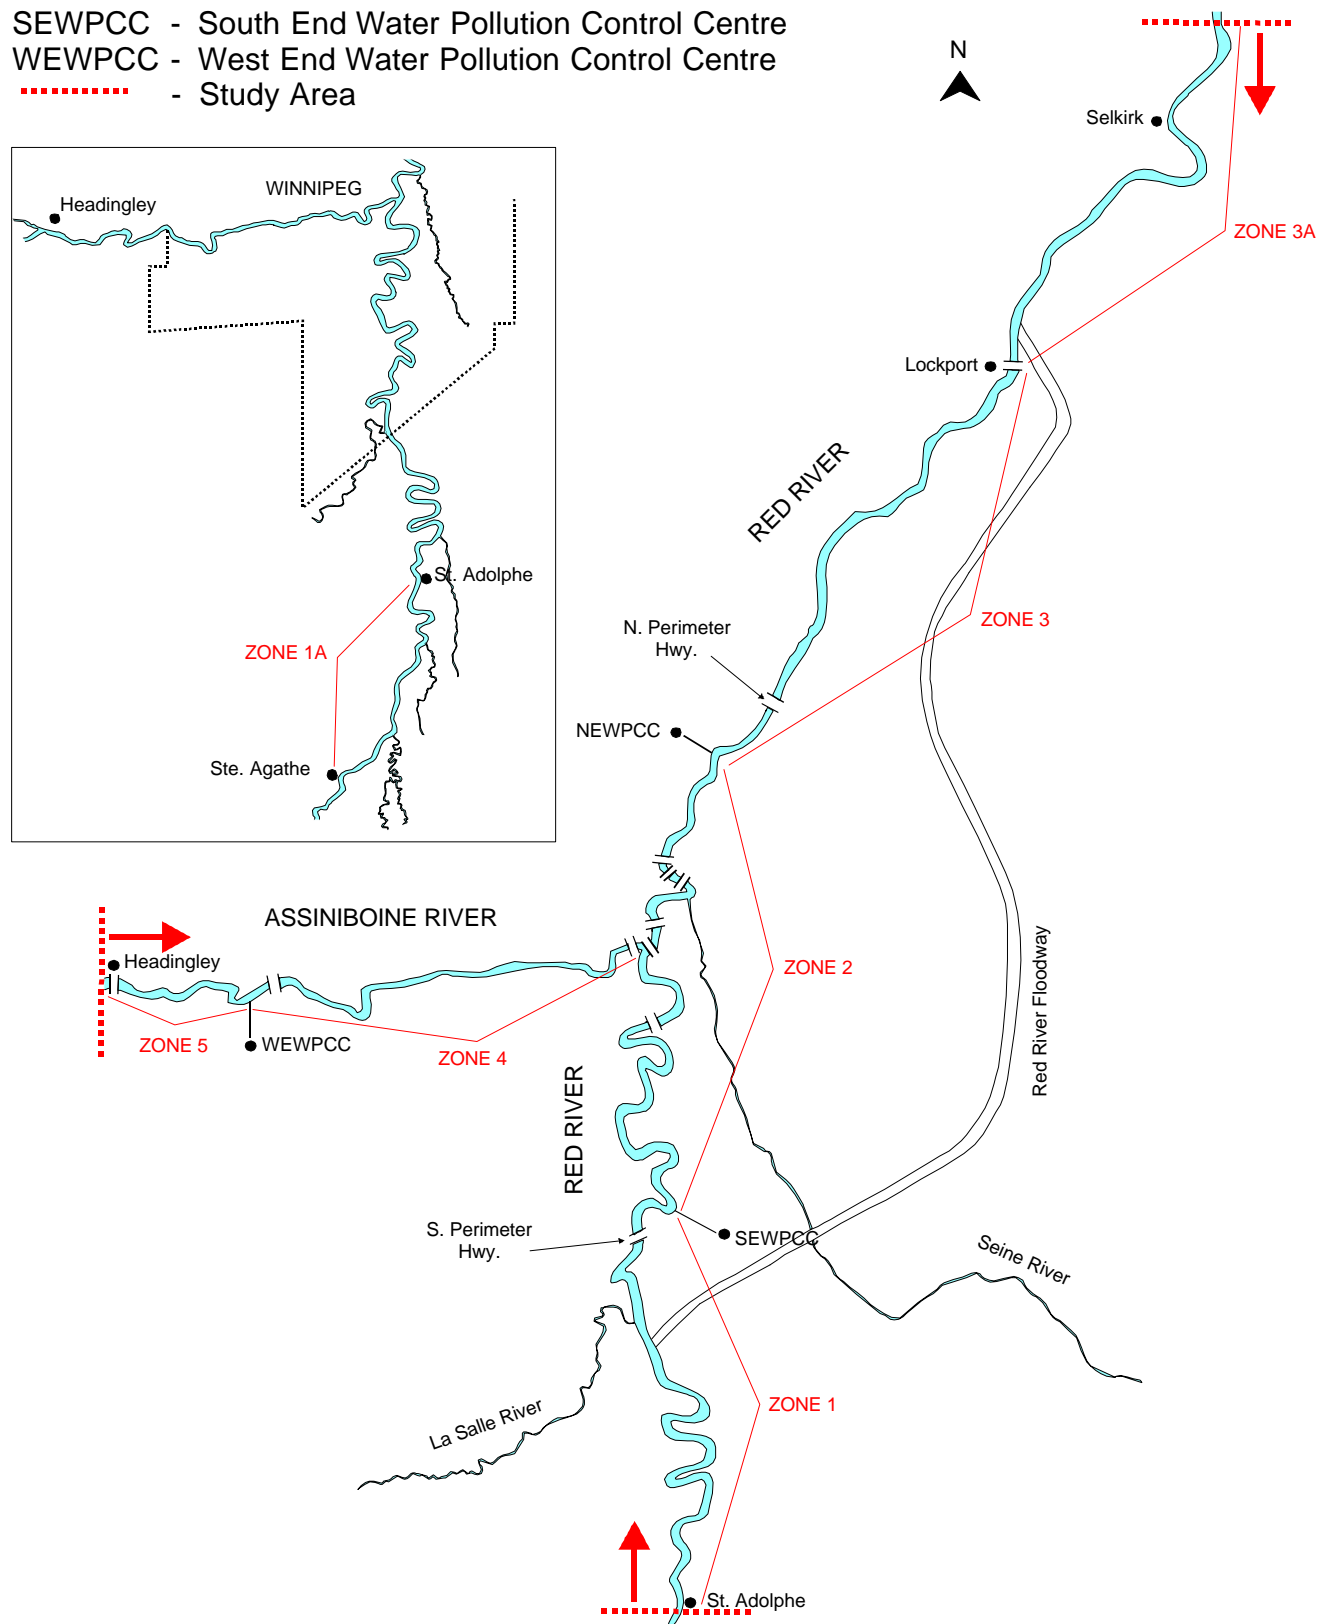 SEWPCC - South End Water Pollution Control Centre
WEWPCC - West End Water Pollution Control Centre
- Study Area
N
Selkirk
WINNIPEG
Headingley
ZONE 3A
Lockport
RED RIVER
St. Adolphe
ZONE 1A
Ste. Agathe
ZONE 3
N. Perimeter
Hwy.
NEWPCC
ASSINIBOINE RIVER
Headingley
ZONE 2
ZONE 5
WEWPCC
ZONE 4
Red River Floodway
RED RIVER
S. Perimeter
Hwy.
SEWPCC
Seine River
La Salle River
ZONE 1
St. Adolphe